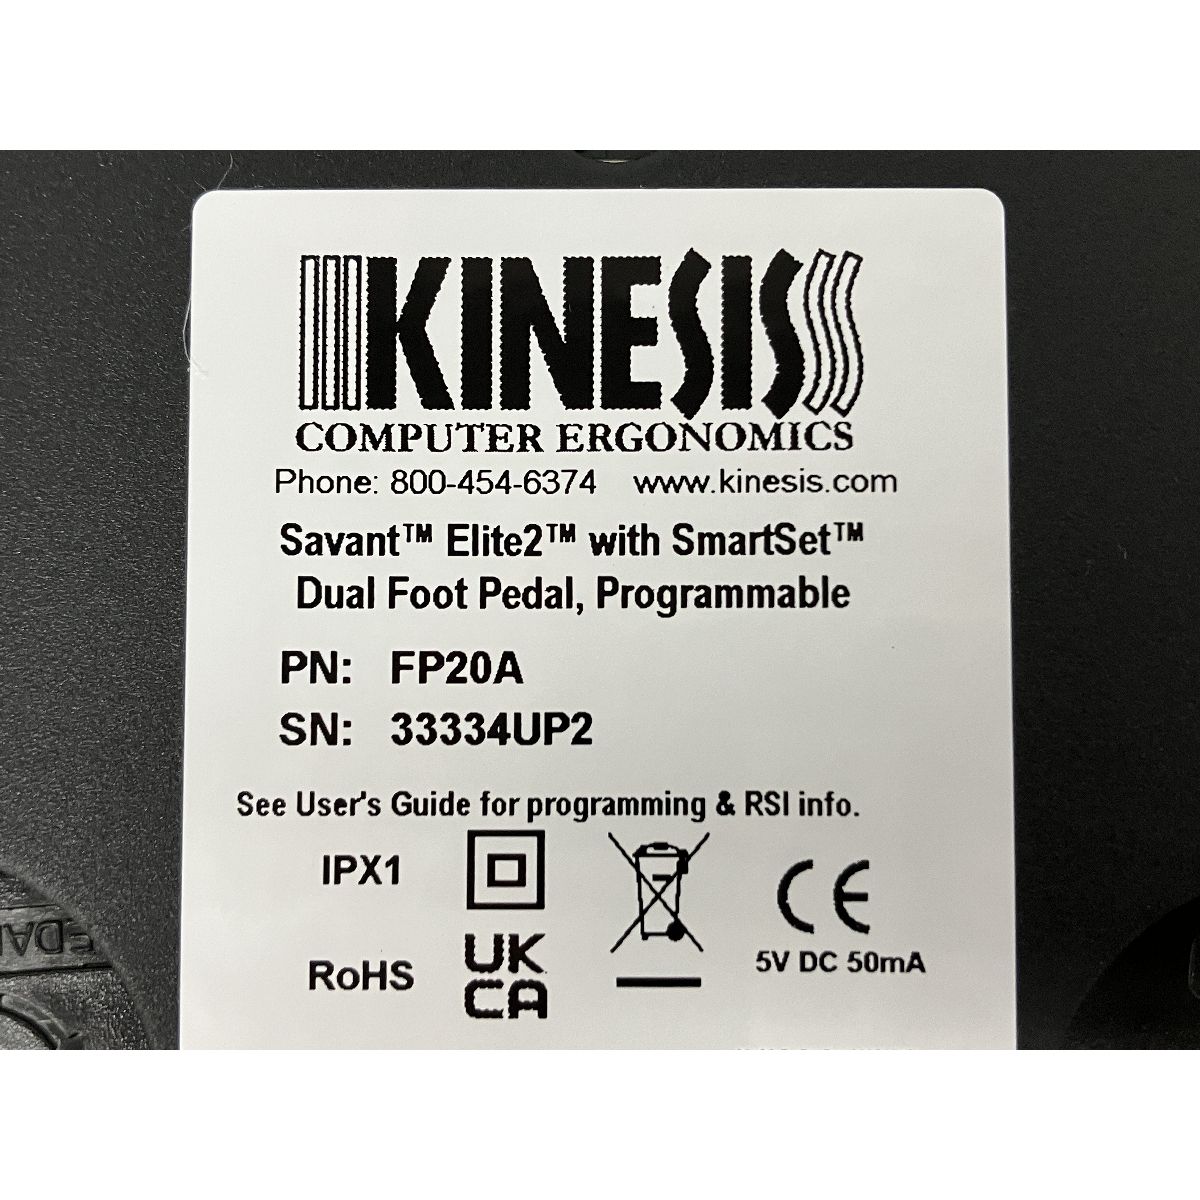 KINESIS
COMPUTER ERGONOMICS
Phone: 800-454-6374 www.kinesis.com
Savant™ Elite2™ with SmartSet™
Dual Foot Pedal, Programmable
PN: FP20A
SN: 33334UP2
See User's Guide for programming & RSI info.
IPX1
CE
UK
CA
RoHS
5V DC 50mA